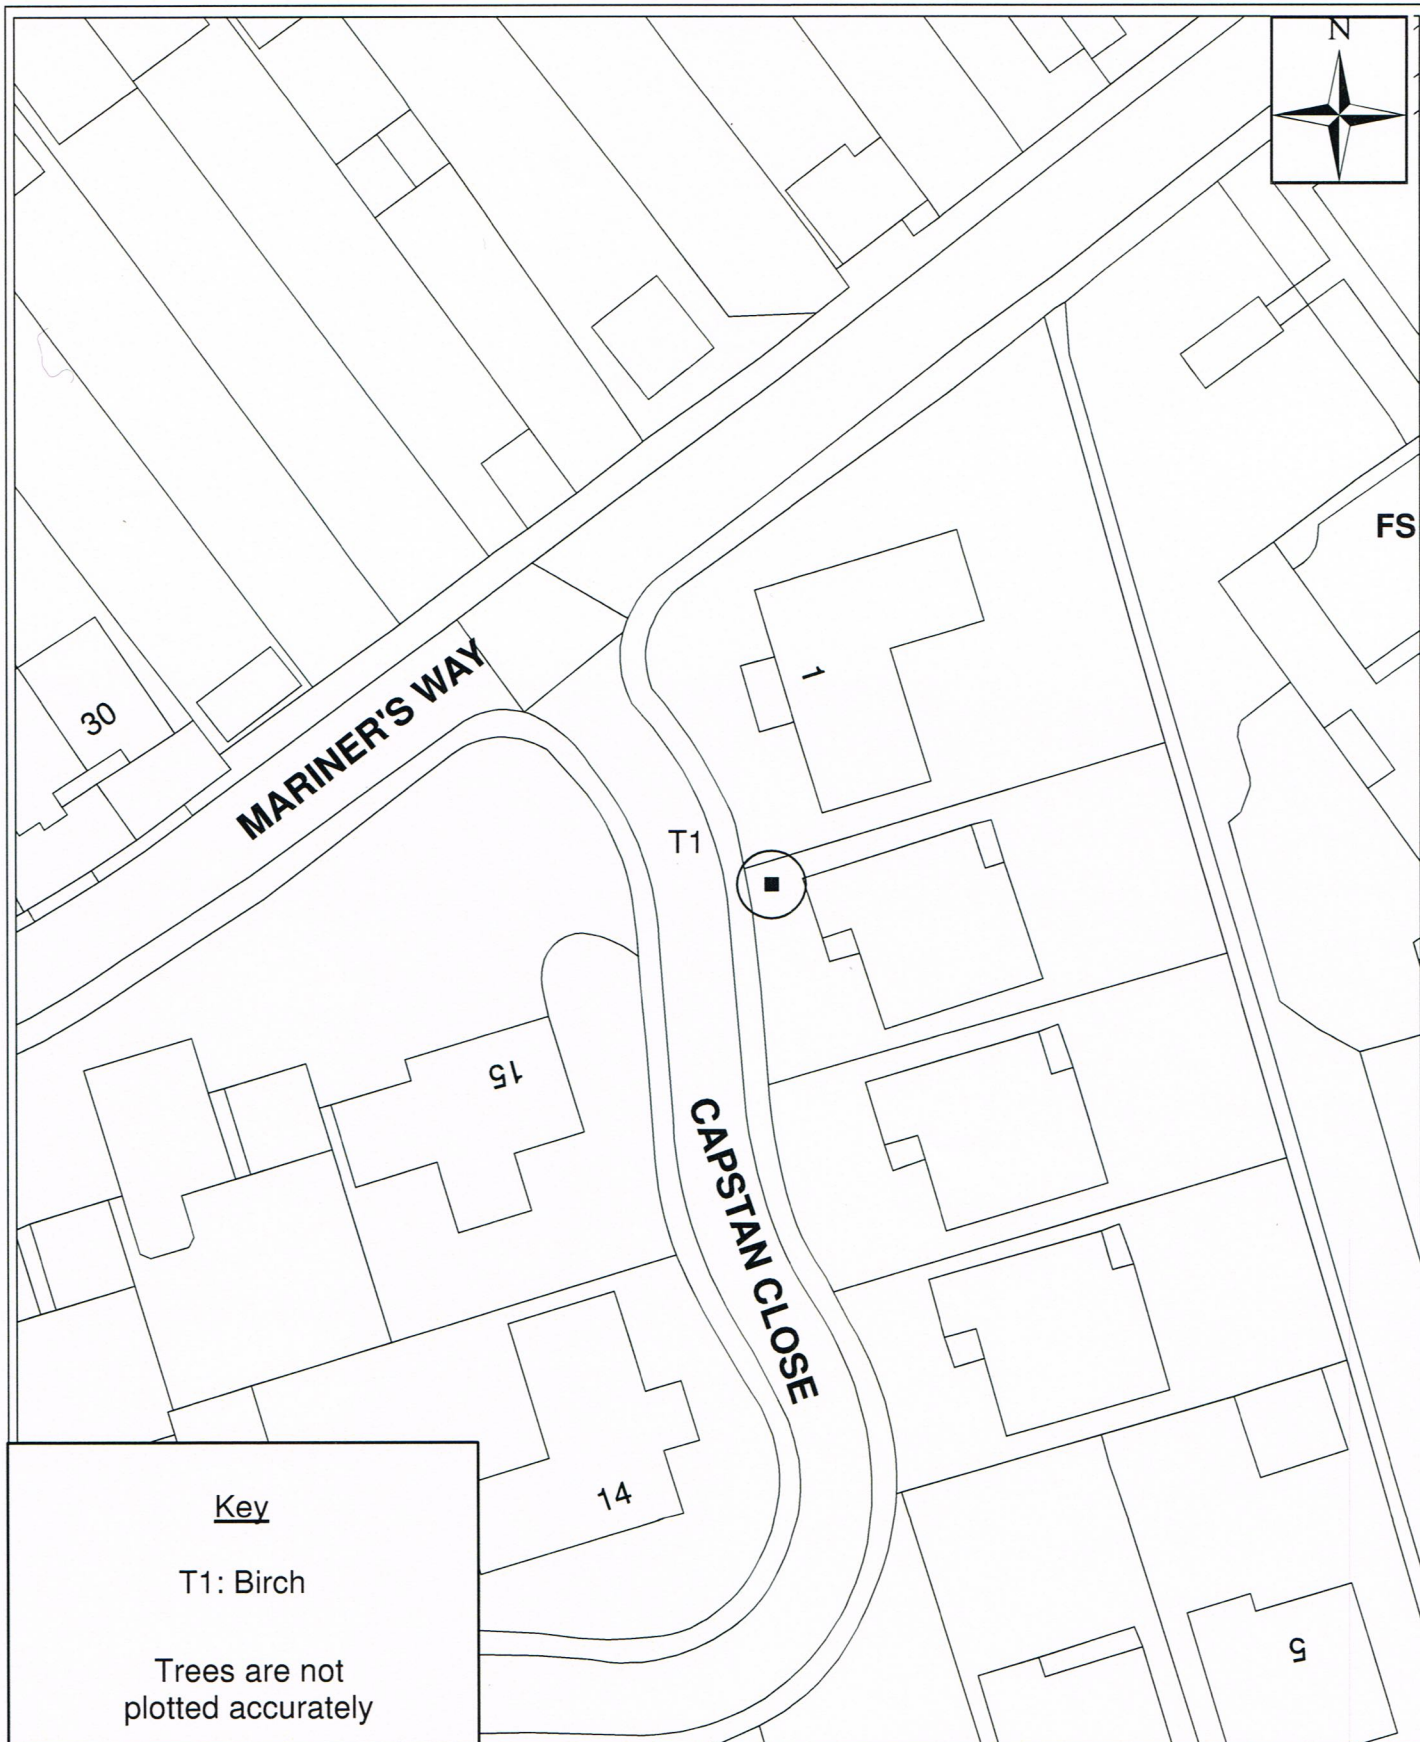 N
FS
1
30
MARINER'S WAY
T1
15
CAPSTAN CLOSE
14
Key
T1: Birch
Trees are not
plotted accurately
5